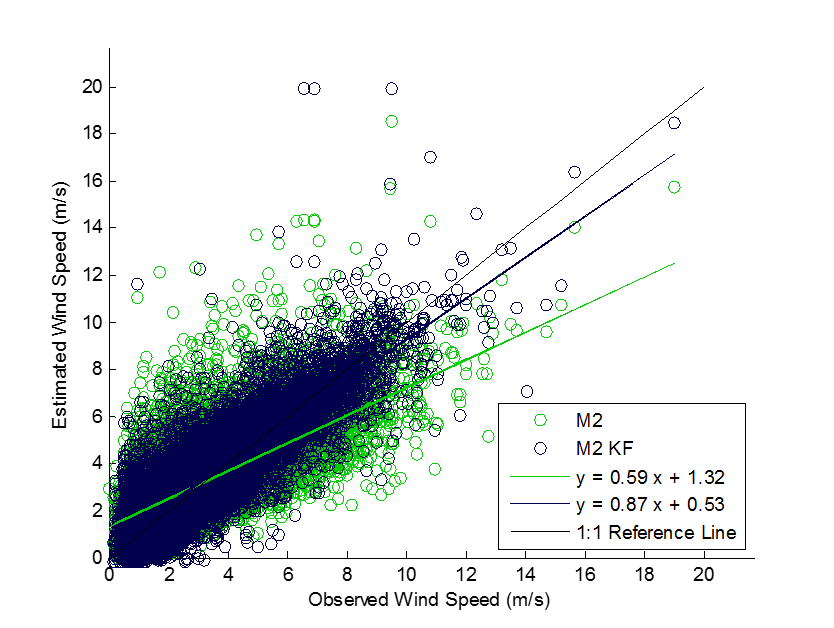 20
18
16
14
12
10
8
6
4
2
0
Estimated Wind Speed (m/s)
M2
M2 KF
y = 0.59 x + 1.32
y = 0.87 x + 0.53
1:1 Reference Line
0 2 4 6 8 10 12 14 16 18 20
Observed Wind Speed (m/s)